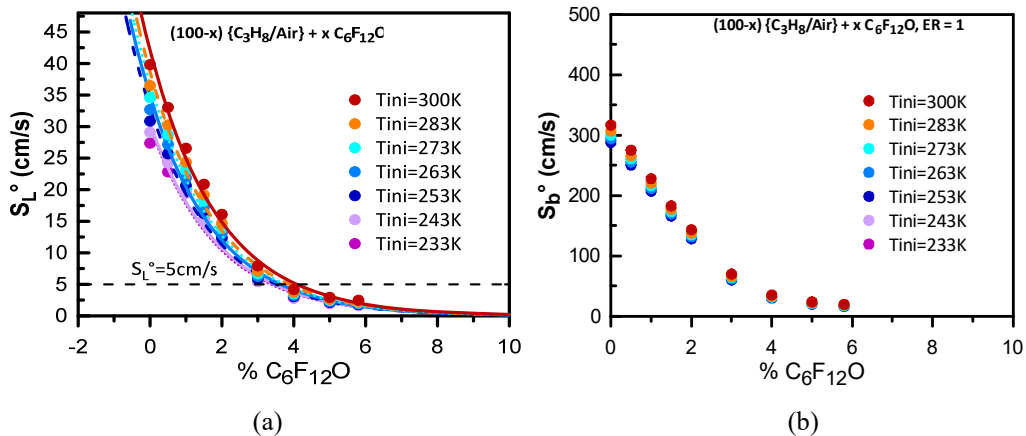 (100-x) {C₃H₈/Air} + x C₆F₁₂O
S_L° (cm/s)
45
40
35
30
25
20
15
10
5
0
Tini=300K
Tini=283K
Tini=273K
Tini=263K
Tini=253K
Tini=243K
Tini=233K
S_L°=5cm/s
-2 0 2 4 6 8 10
% C₆F₁₂O
(a)
(100-x) {C₃H₈/Air} + x C₆F₁₂O, ER = 1
S_b° (cm/s)
500
400
300
200
100
0
Tini=300K
Tini=283K
Tini=273K
Tini=263K
Tini=253K
Tini=243K
Tini=233K
0 2 4 6 8 10
% C₆F₁₂O
(b)